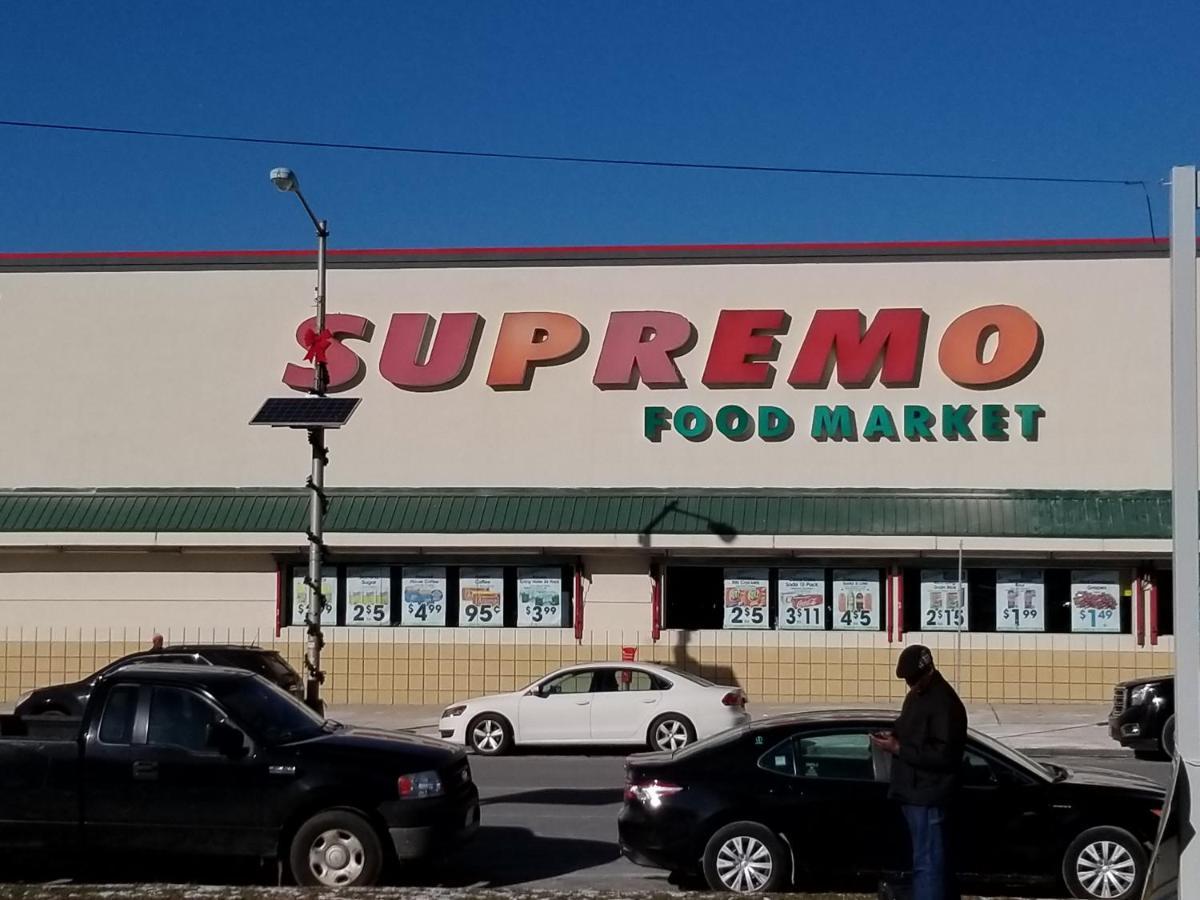 SUPREMO
FOOD MARKET
Sugar
2$5
Coffee
$4.99
Coffee
95¢
$3.99
2$5
Soda 12 Pack
3$11
4$5
2$15
$1.99
Grapes
$1.49